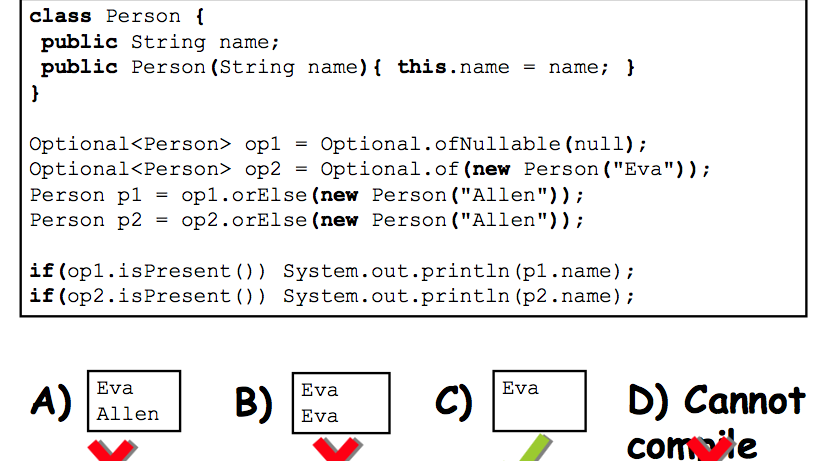 class Person {
public String name;
public Person(String name){ this.name = name; }
}
Optional<Person> op1 = Optional.ofNullable(null);
Optional<Person> op2 = Optional.of(new Person("Eva"));
Person p1 = op1.orElse(new Person("Allen"));
Person p2 = op2.orElse(new Person("Allen"));
if(op1.isPresent()) System.out.println(p1.name);
if(op2.isPresent()) System.out.println(p2.name);
A)
Eva
Allen
B)
Eva
Eva
C)
Eva
D) Cannot
compile